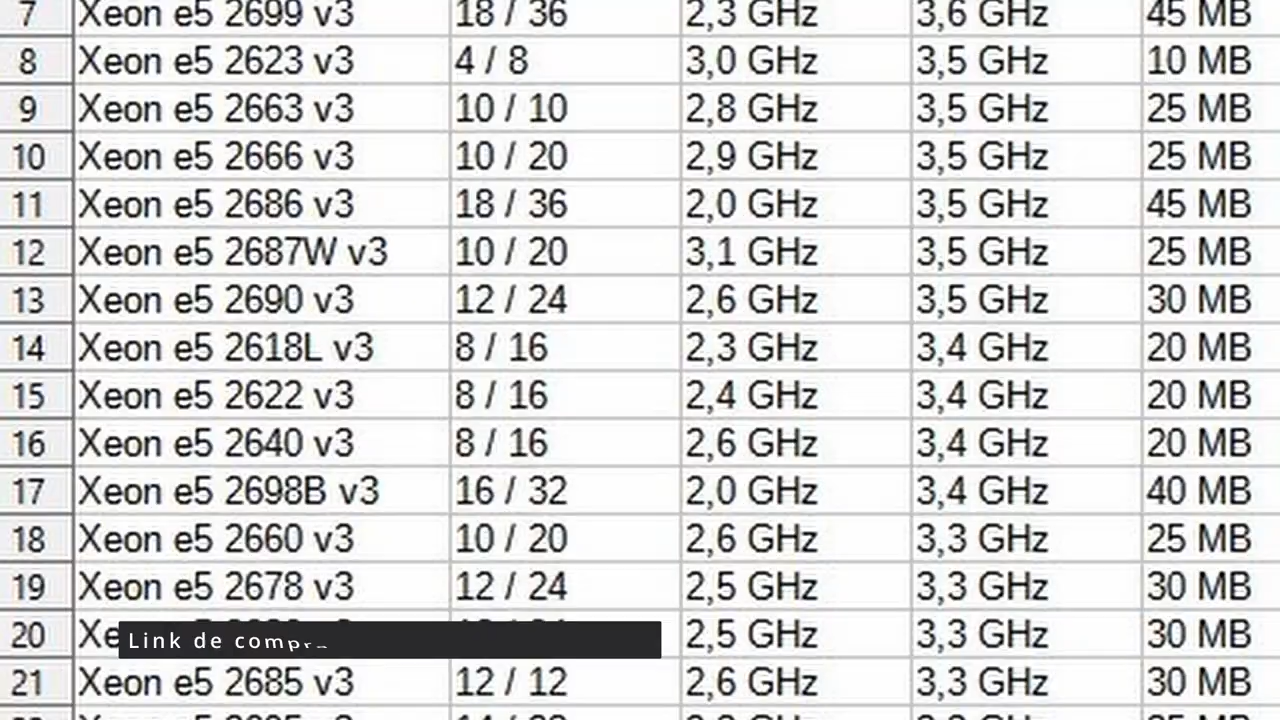 7 Xeon e5 2699 v3 18 / 36 2,3 GHz 3,6 GHz 45 MB
8 Xeon e5 2623 v3 4 / 8 3,0 GHz 3,5 GHz 10 MB
9 Xeon e5 2663 v3 10 / 10 2,8 GHz 3,5 GHz 25 MB
10 Xeon e5 2666 v3 10 / 20 2,9 GHz 3,5 GHz 25 MB
11 Xeon e5 2686 v3 18 / 36 2,0 GHz 3,5 GHz 45 MB
12 Xeon e5 2687W v3 10 / 20 3,1 GHz 3,5 GHz 25 MB
13 Xeon e5 2690 v3 12 / 24 2,6 GHz 3,5 GHz 30 MB
14 Xeon e5 2618L v3 8 / 16 2,3 GHz 3,4 GHz 20 MB
15 Xeon e5 2622 v3 8 / 16 2,4 GHz 3,4 GHz 20 MB
16 Xeon e5 2640 v3 8 / 16 2,6 GHz 3,4 GHz 20 MB
17 Xeon e5 2698B v3 16 / 32 2,0 GHz 3,4 GHz 40 MB
18 Xeon e5 2660 v3 10 / 20 2,6 GHz 3,3 GHz 25 MB
19 Xeon e5 2678 v3 12 / 24 2,5 GHz 3,3 GHz 30 MB
20 2,5 GHz 3,3 GHz 30 MB
Link de
21 Xeon e5 2685 v3 12 / 12 2,6 GHz 3,3 GHz 30 MB